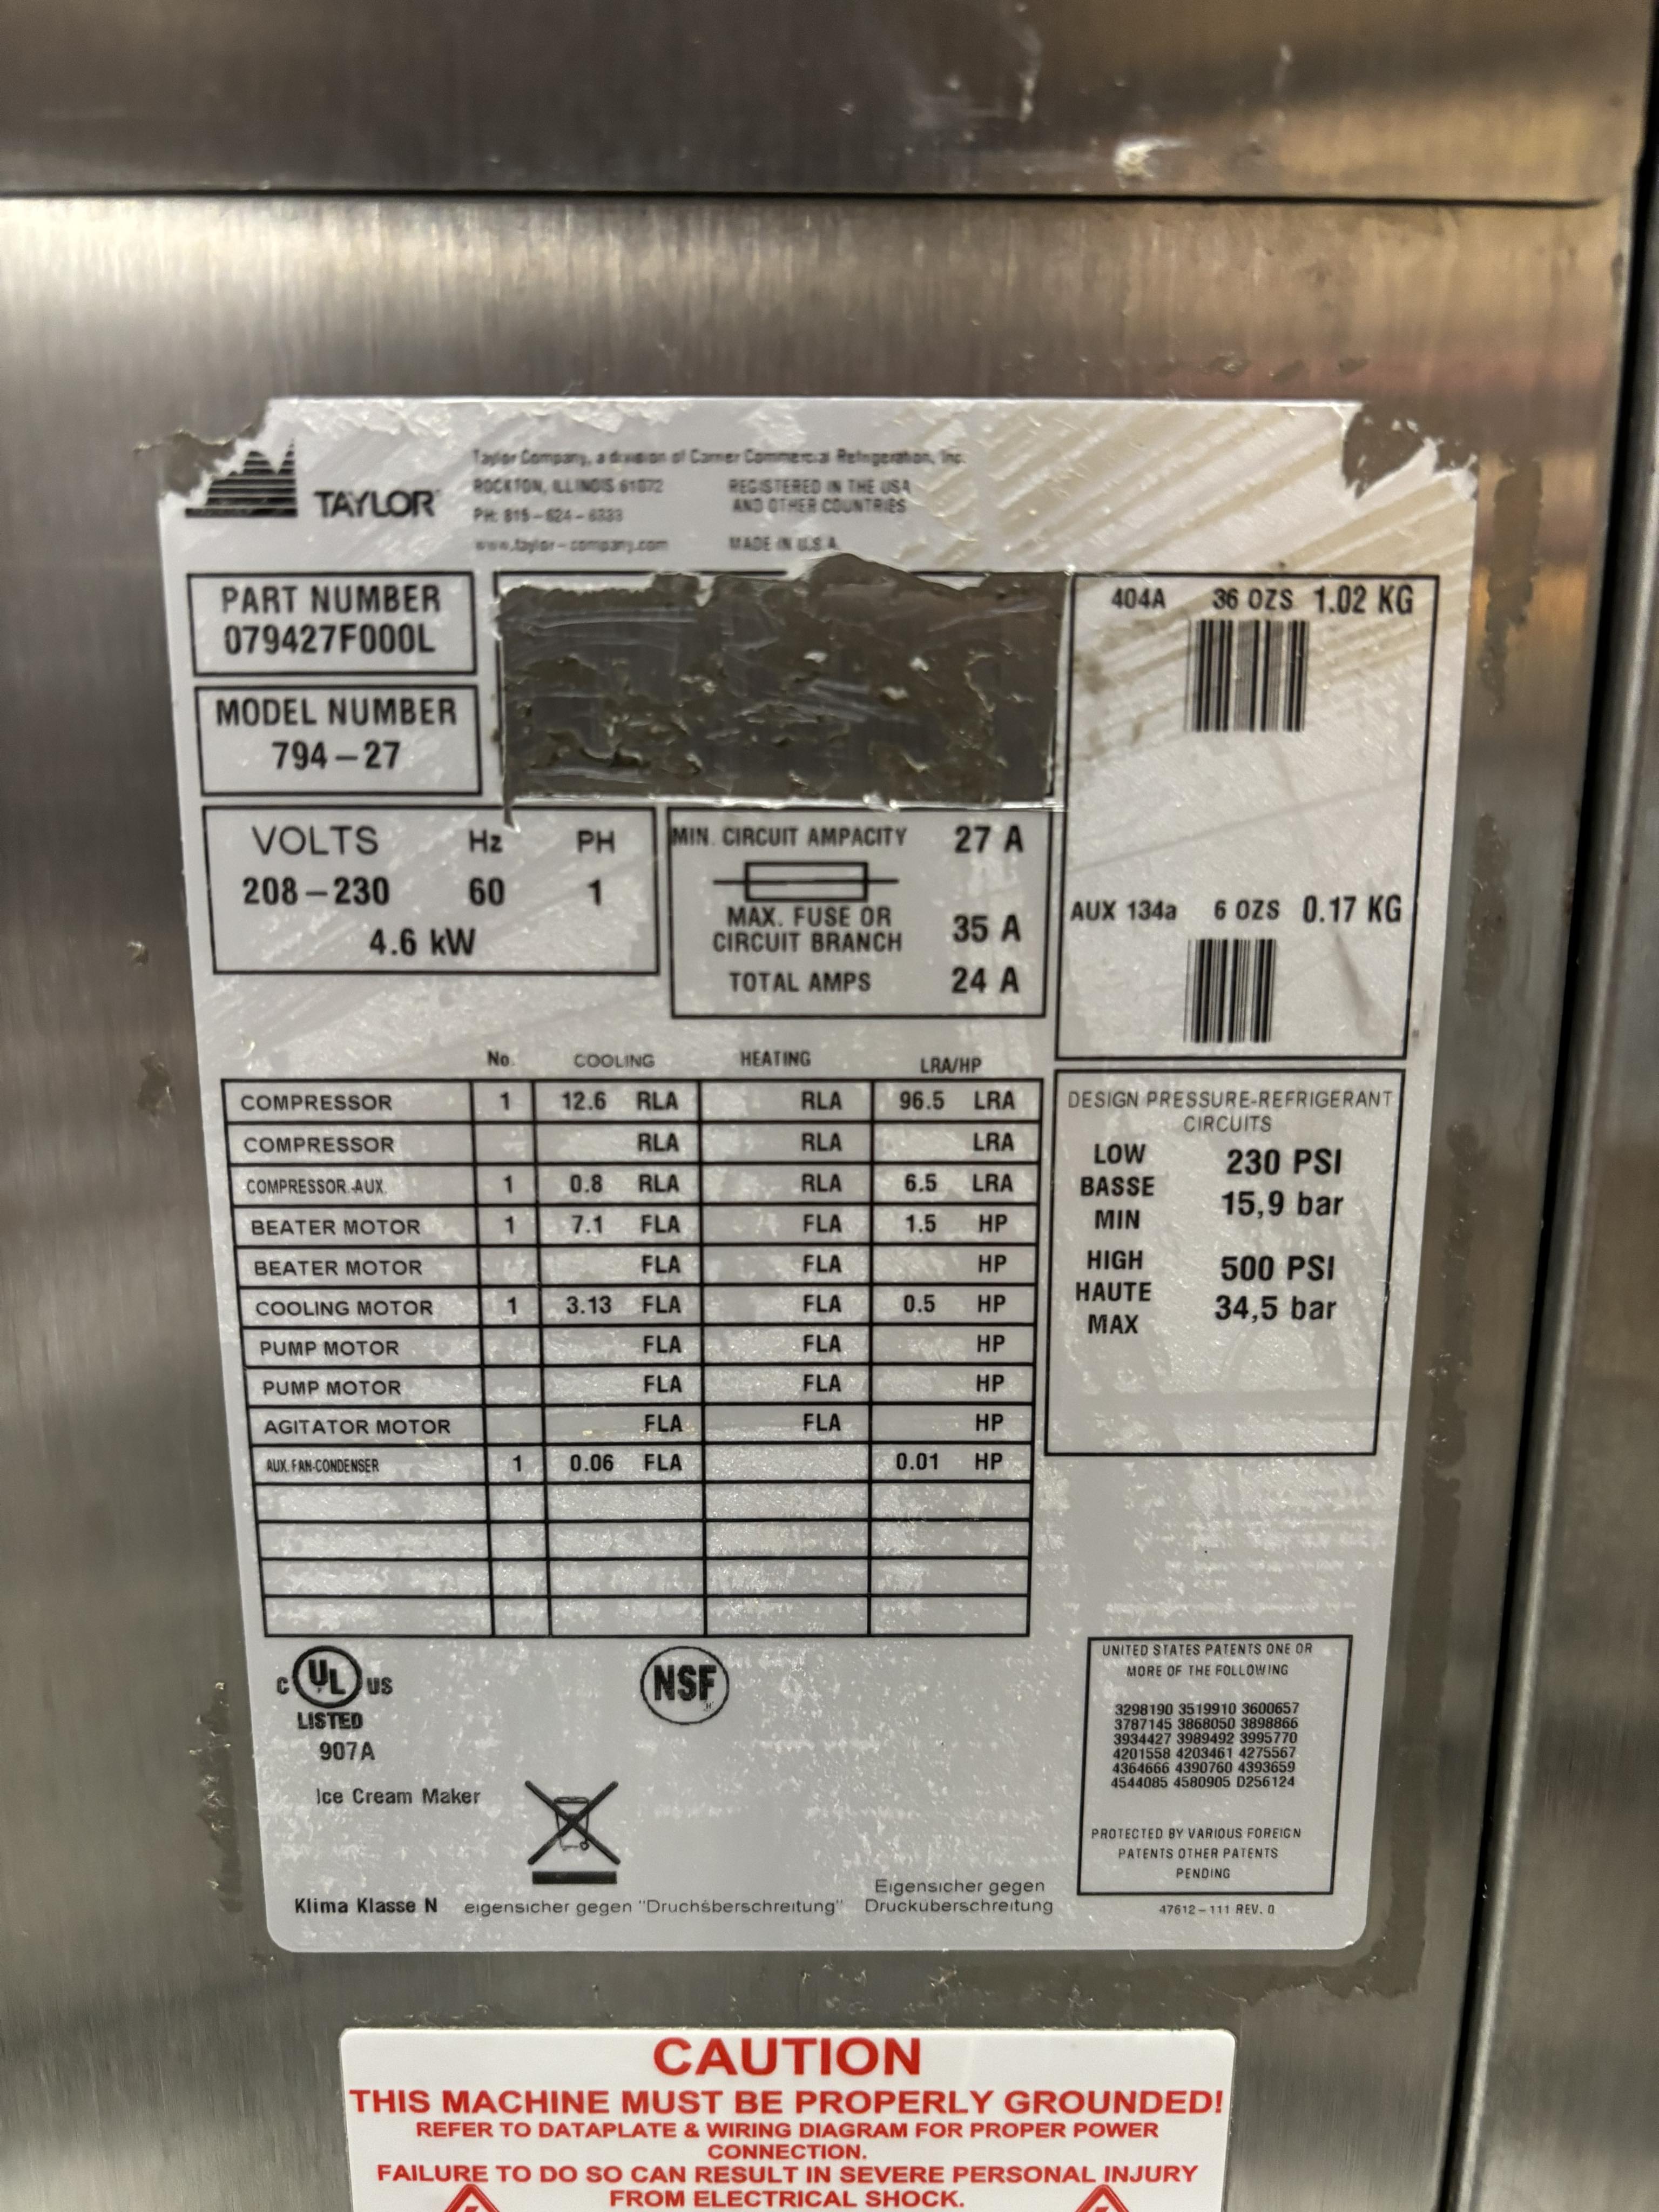 TAYLOR
Taylor Company, a division of Carrier Commercial Refrigeration, Inc.
ROCKTON, ILLINOIS 61072
PH: 815-624-8333
www.taylor-company.com
REGISTERED IN THE USA
AND OTHER COUNTRIES
MADE IN U.S.A.
PART NUMBER
079427F000L
MODEL NUMBER
794-27
404A 36 OZS 1.02 KG
AUX 134a 6 OZS 0.17 KG
VOLTS Hz PH
208-230 60 1
4.6 kW
MIN. CIRCUIT AMPACITY 27 A
MAX. FUSE OR
CIRCUIT BRANCH 35 A
TOTAL AMPS 24 A
No. COOLING HEATING LRA/HP
COMPRESSOR 1 12.6 RLA RLA 96.5 LRA
COMPRESSOR RLA RLA LRA
COMPRESSOR-AUX. 1 0.8 RLA RLA 6.5 LRA
BEATER MOTOR 1 7.1 FLA FLA 1.5 HP
BEATER MOTOR FLA FLA HP
COOLING MOTOR 1 3.13 FLA FLA 0.5 HP
PUMP MOTOR FLA FLA HP
PUMP MOTOR FLA FLA HP
AGITATOR MOTOR FLA FLA HP
AUX. FAN-CONDENSER 1 0.06 FLA 0.01 HP
DESIGN PRESSURE-REFRIGERANT
CIRCUITS
LOW
BASSE
MIN
230 PSI
15,9 bar
HIGH
HAUTE
MAX
500 PSI
34,5 bar
C UL US
LISTED
907A
NSF
Ice Cream Maker
Klima Klasse N
eigensicher gegen "Druchśberschreitung"
Eigensicher gegen
Druckuberschreitung
UNITED STATES PATENTS ONE OR
MORE OF THE FOLLOWING
3298190 3519910 3600657
3787145 3868050 3898866
3934427 3989492 3995770
4201558 4203461 4275567
4364666 4390760 4393659
4544085 4580905 D256124
PROTECTED BY VARIOUS FOREIGN
PATENTS OTHER PATENTS
PENDING
47612-111 REV. 0
CAUTION
THIS MACHINE MUST BE PROPERLY GROUNDED!
REFER TO DATAPLATE & WIRING DIAGRAM FOR PROPER POWER
CONNECTION.
FAILURE TO DO SO CAN RESULT IN SEVERE PERSONAL INJURY
FROM ELECTRICAL SHOCK.